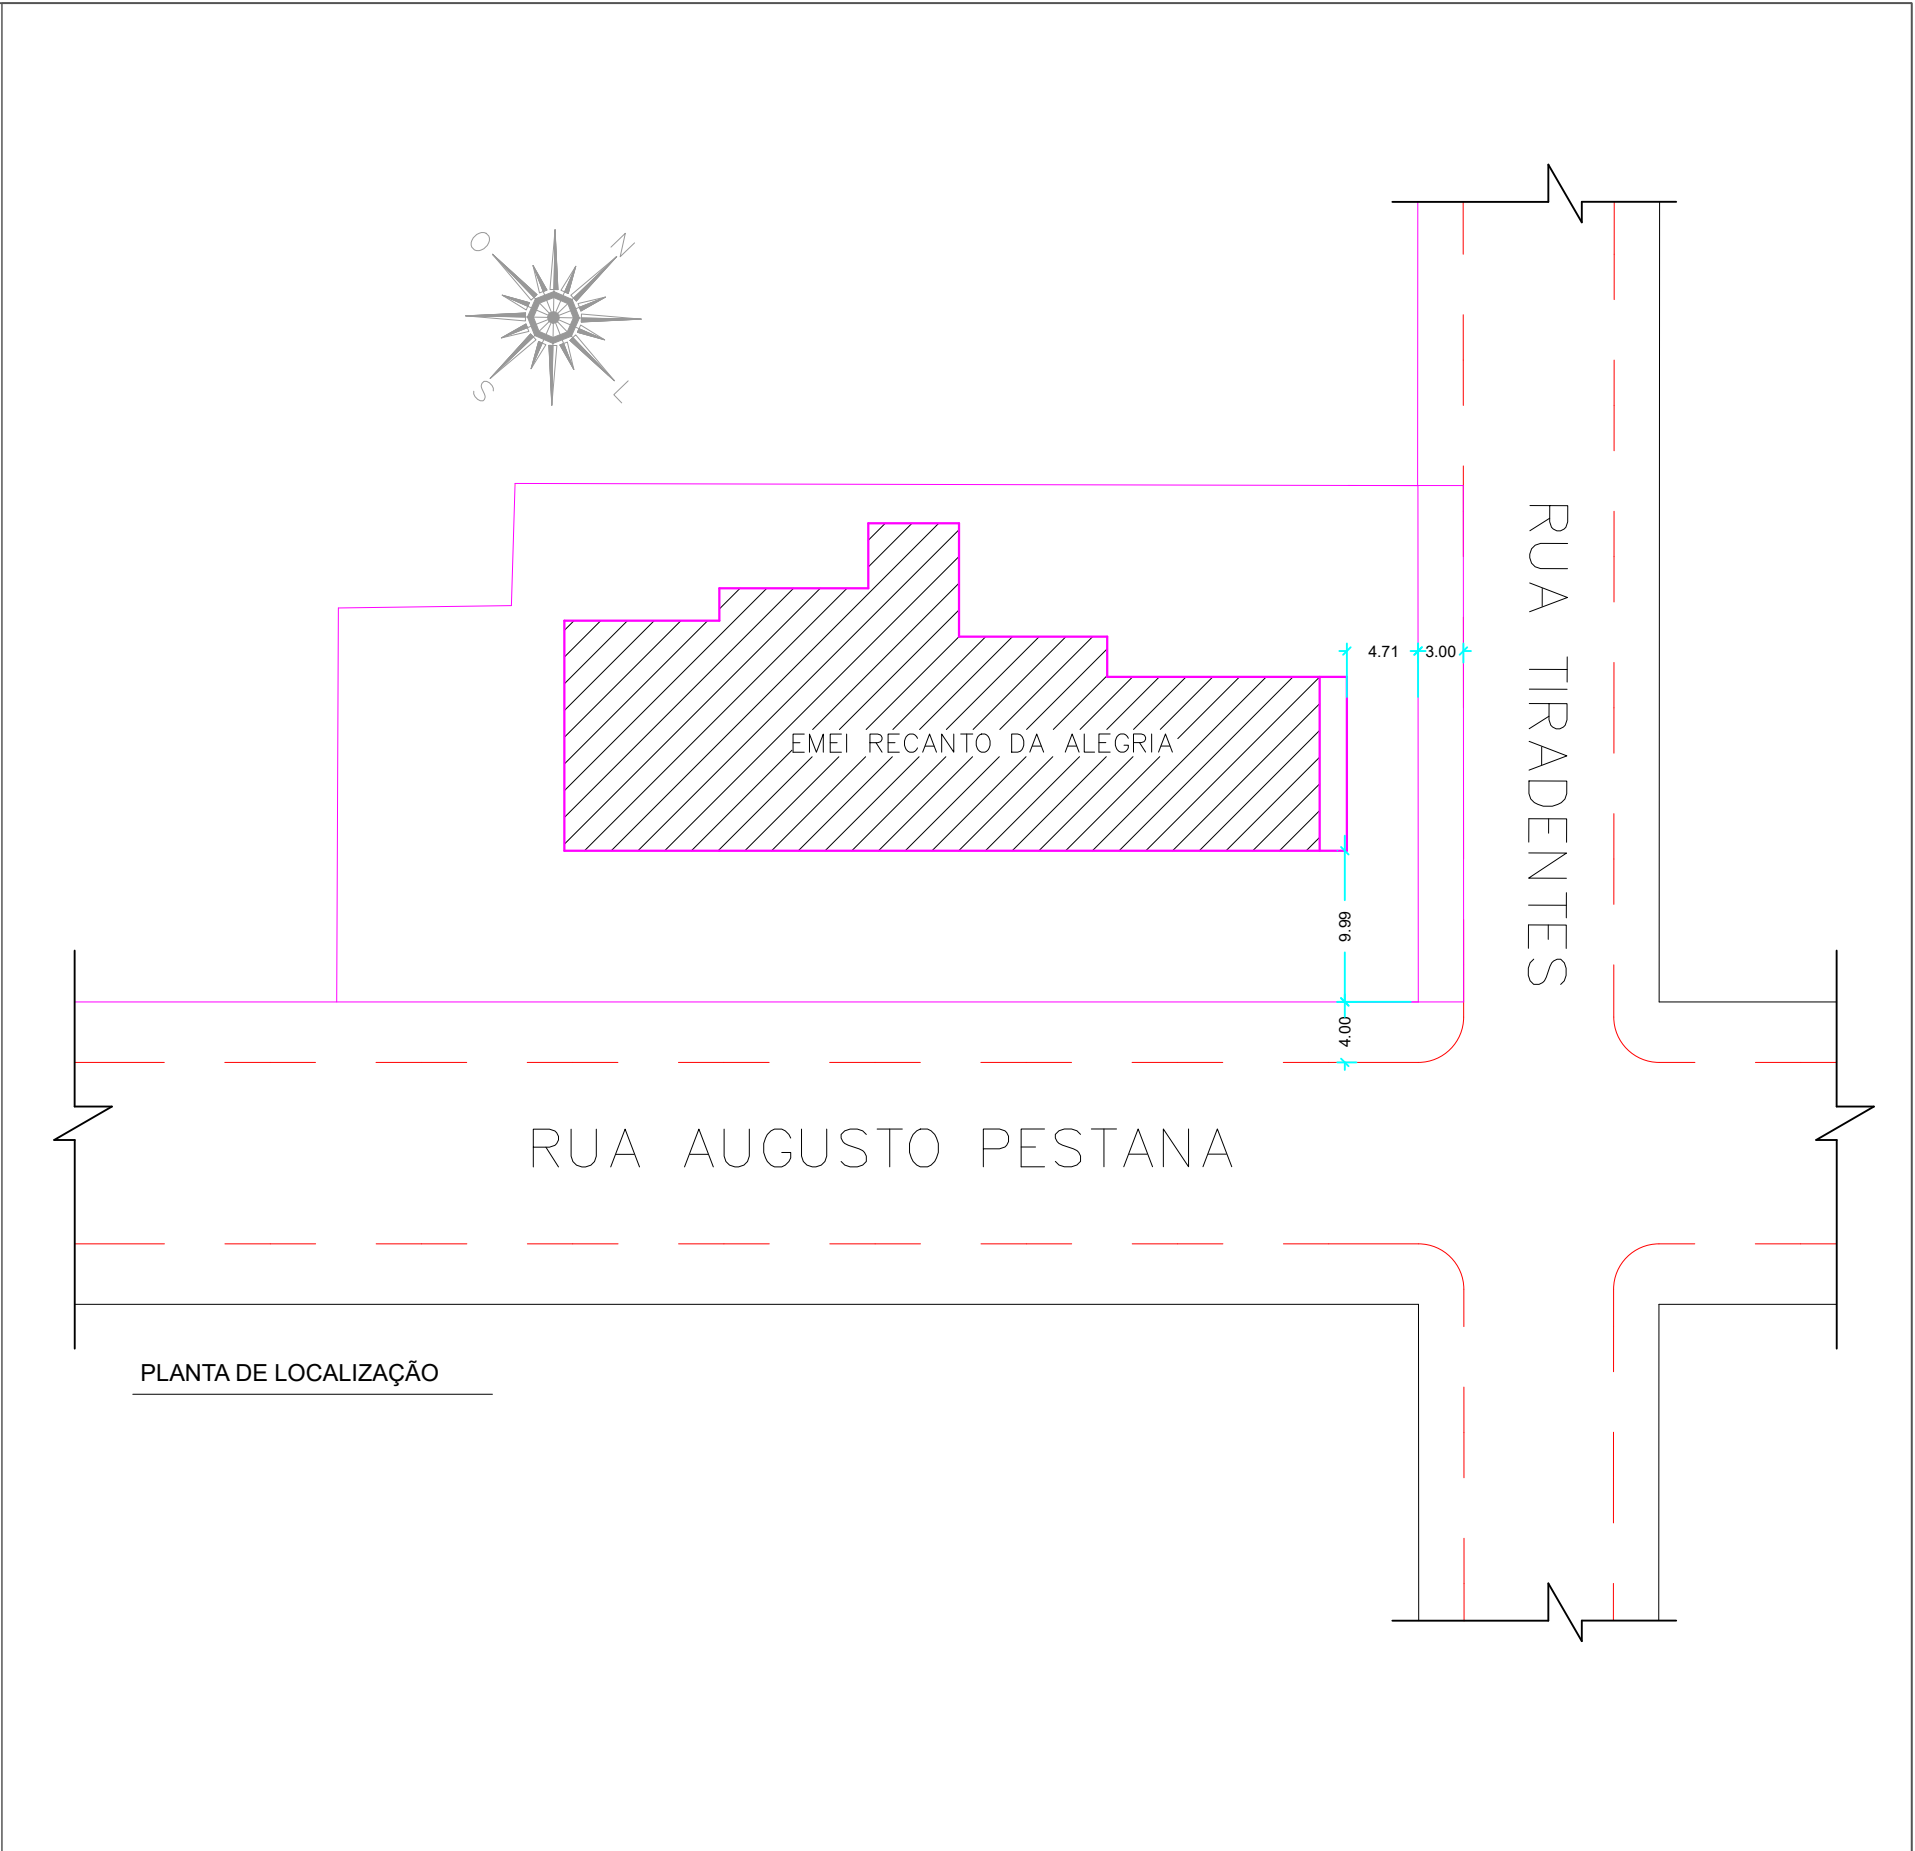 O
N
S
L
RUA TIRADENTES
4.71
3.00
EMEI RECANTO DA ALEGRIA
9.99
4.00
RUA AUGUSTO PESTANA
PLANTA DE LOCALIZAÇÃO